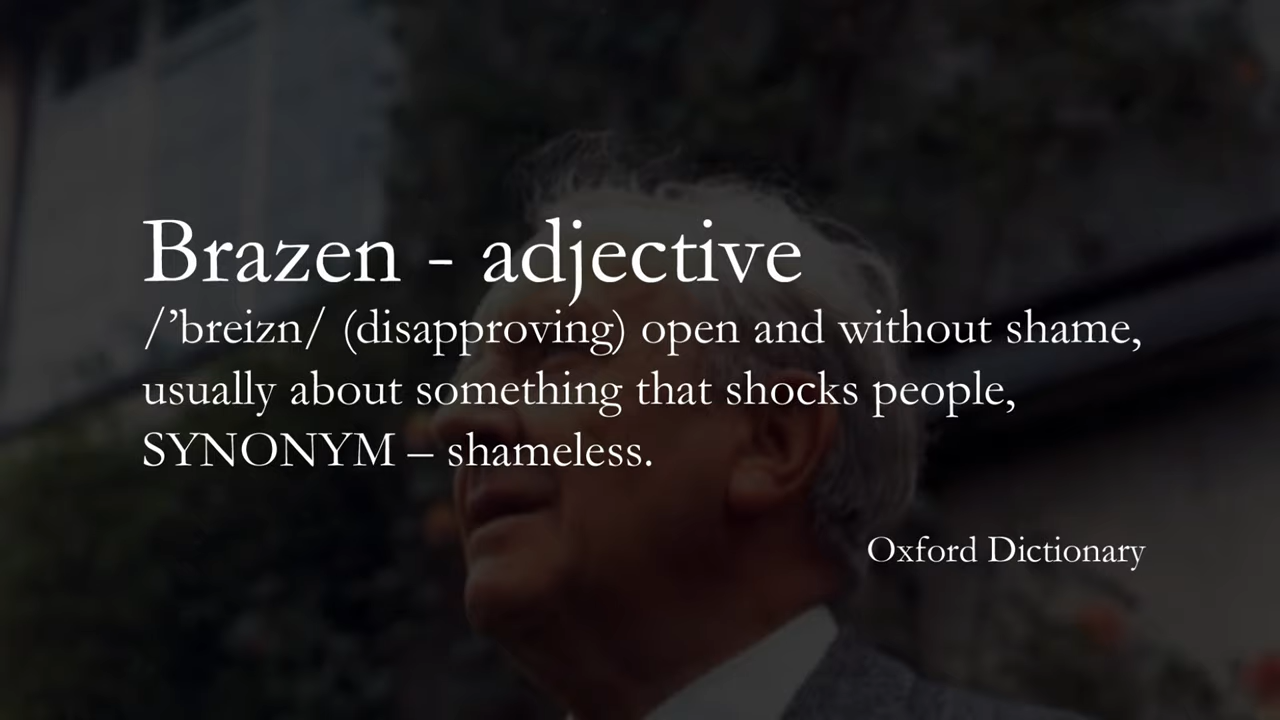 Brazen - adjective
/’breizn/ (disapproving) open and without shame,
usually about something that shocks people,
SYNONYM – shameless.
Oxford Dictionary